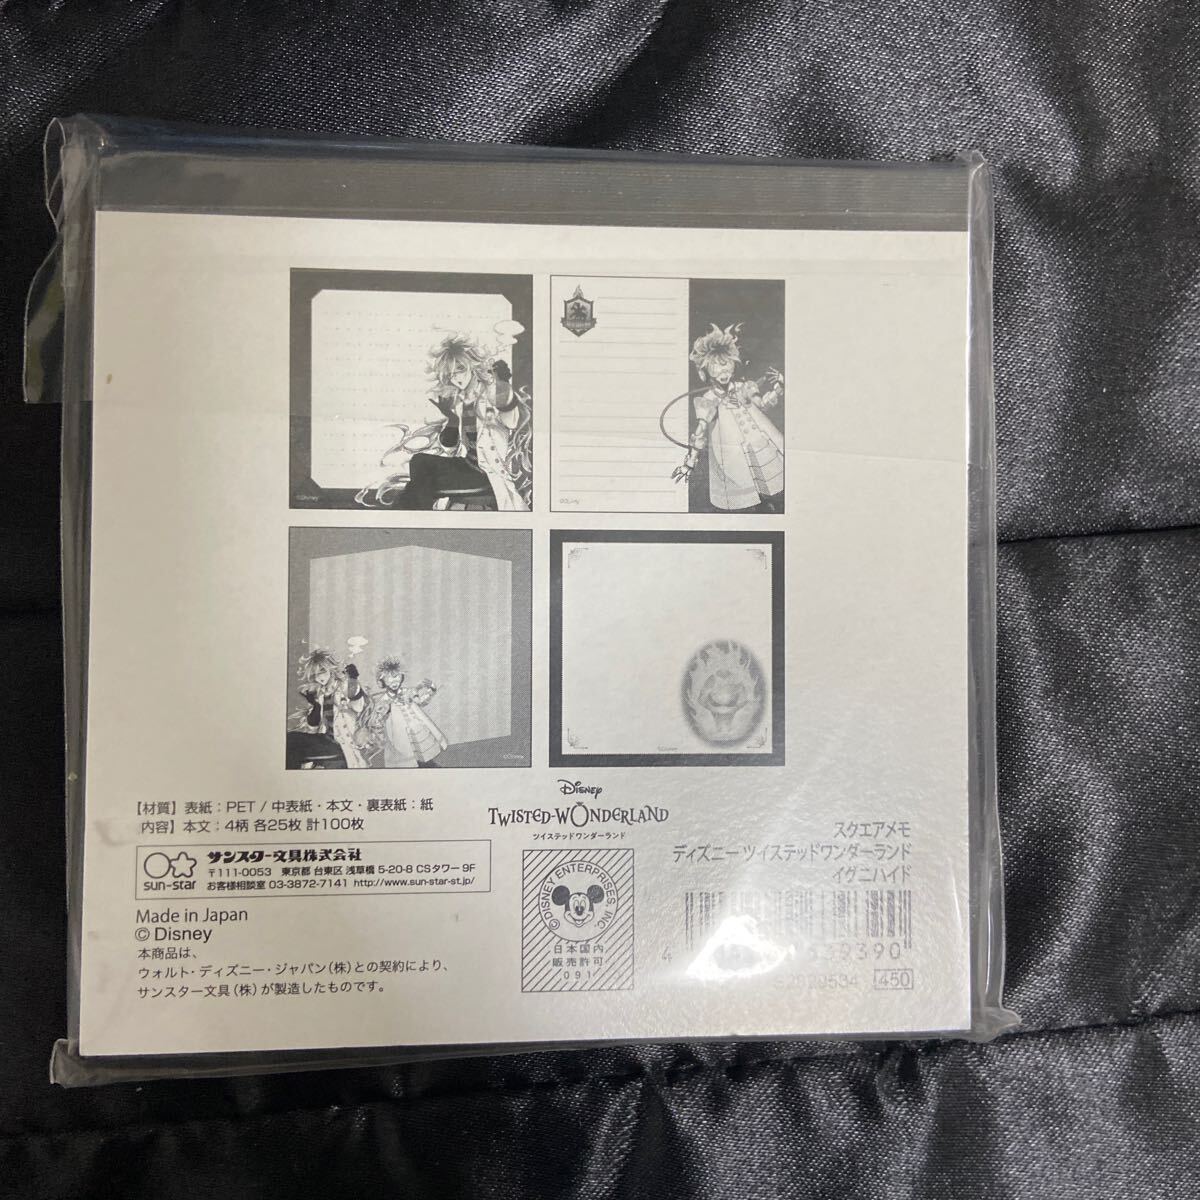 ©Disney
©Disney
©Disney
©Disney
【材質】表紙：PET / 中表紙・本文・裏表紙：紙
内容】本文：4柄 各25枚 計100枚
sun-star
サンスター文具株式会社
〒111-0053 東京都 台東区 浅草橋 5-20-8 CSタワー 9F
お客様相談室 03-3872-7141 http://www.sun-star-st.jp/
Made in Japan
© Disney
本商品は、
ウォルト・ディズニー・ジャパン（株）との契約により、
サンスター文具（株）が製造したものです。
Disney
TWISTED-WONDERLAND
ツイステッドワンダーランド
© DISNEY ENTERPRISES, INC.
日本国内
販売許可
091
スクエアメモ
ディズニー ツイステッドワンダーランド
イグニハイド
4
450